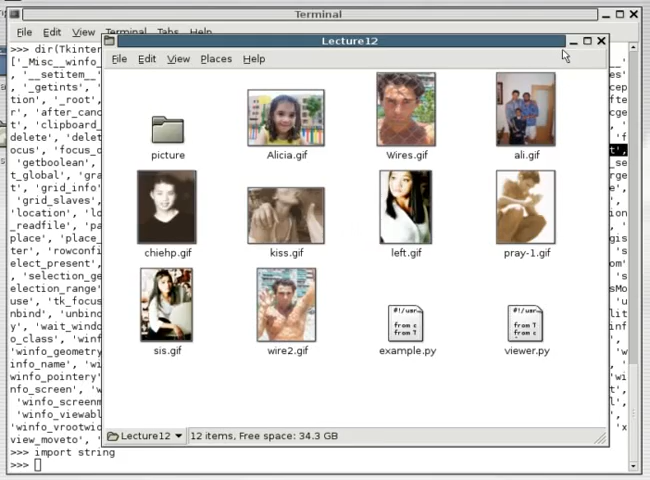 Terminal
File Edit View Terminal Tabs Help
>>> dir(Tkinter
['_Misc__winfo_
Lecture12
File Edit View Places Help
picture
Alicia.gif
Wires.gif
ali.gif
chiehp.gif
kiss.gif
left.gif
pray-1.gif
sis.gif
wire2.gif
example.py
viewer.py
'__setitem__'
'_getints', '
tion', '_root',
r', 'after_canc
t', 'clipboard_
delete', 'delet
ocus', 'focus_d
'getboolean',
t_global', 'gra
t', 'grid_info'
'grid_slaves',
'location', 'lo
_readfile', 'pa
place', 'place_
ter', 'rowconfi
elect_present',
, 'selection_ge
election_range'
use', 'tk_focus
nbind', 'unbin
y', 'wait_windo
o_class', 'winf
'winfo_geometry
info_name', 'wi
winfo_pointery'
nfo_screen', 'w
'winfo_screenm
'winfo_viewabl
'winfo_vrootwid
view_moveto', '
Lecture12
12 items, Free space: 34.3 GB
>>> import string
>>>